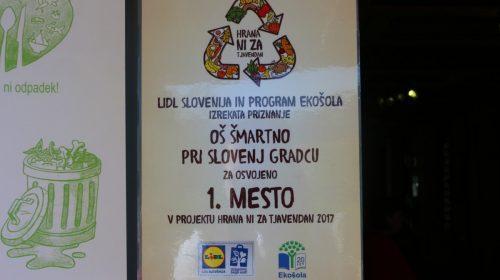 ni odpadek!
HRANA
NI ZA
TJAVENDAN
LIDL SLOVENIJA IN PROGRAM EKOŠOLA
IZREKATA PRIZNANJE
OŠ ŠMARTNO
PRI SLOVENJ GRADCU
ZA OSVOJENO
1. MESTO
V PROJEKTU HRANA NI ZA TJAVENDAN 2017
LIDL
20
Ekošola